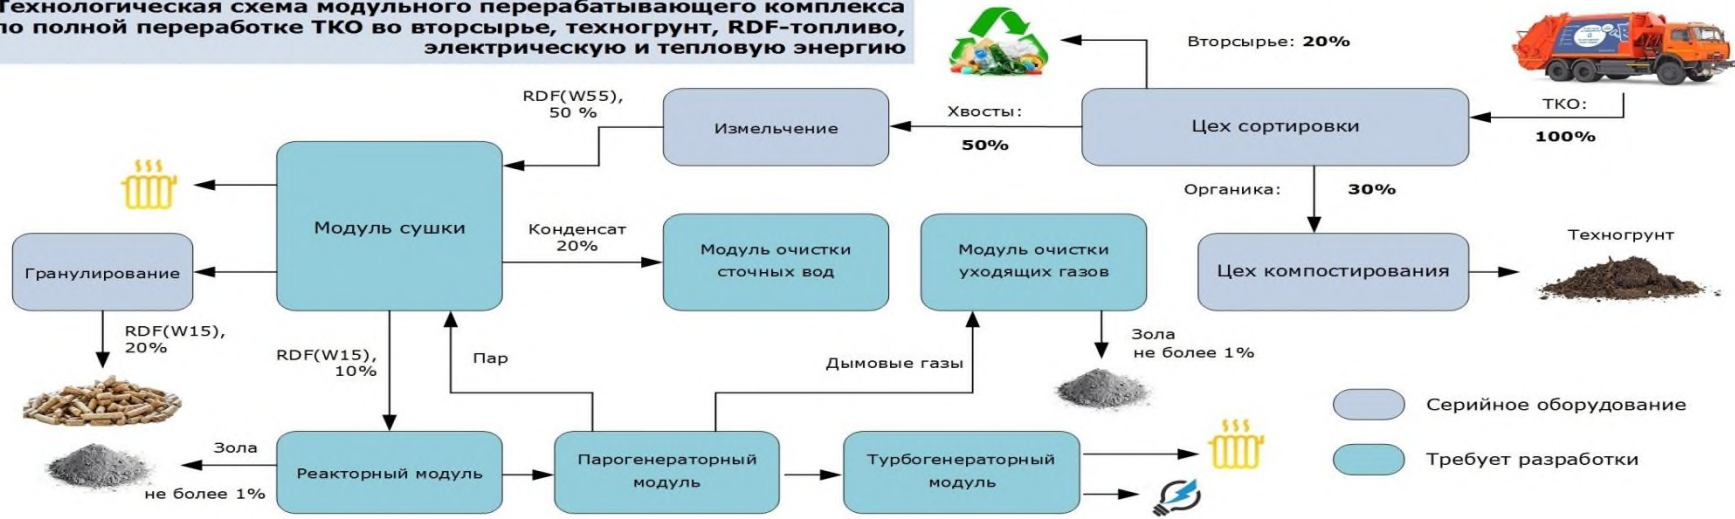 Технологическая схема модульного перерабатывающего комплекса
по полной переработке ТКО во вторсырье, техногрунт, RDF-топливо,
электрическую и тепловую энергию
Вторсырье: 20%
RDF(W55),
50 %
Измельчение
Хвосты:
50%
Цех сортировки
ТКО:
100%
Органика: 30%
Модуль сушки
Конденсат
20%
Модуль очистки
сточных вод
Модуль очистки
уходящих газов
Цех компостирования
Техногрунт
Гранулирование
RDF(W15),
20%
RDF(W15),
10%
Пар
Дымовые газы
Зола
не более 1%
Серийное оборудование
Зола
не более 1%
Реакторный модуль
Парогенераторный
модуль
Турбогенераторный
модуль
Требует разработки